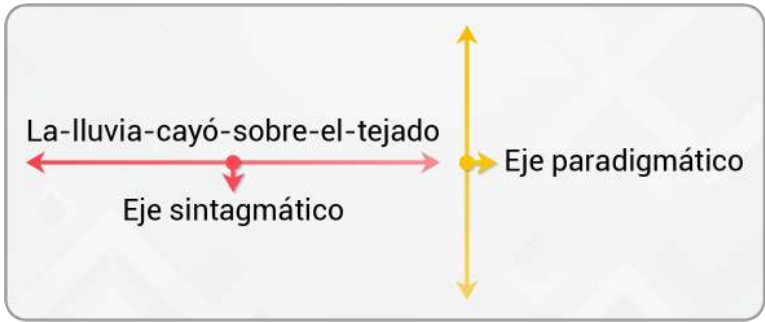 La-lluvia-cayó-sobre-el-tejado
Eje sintagmático
Eje paradigmático